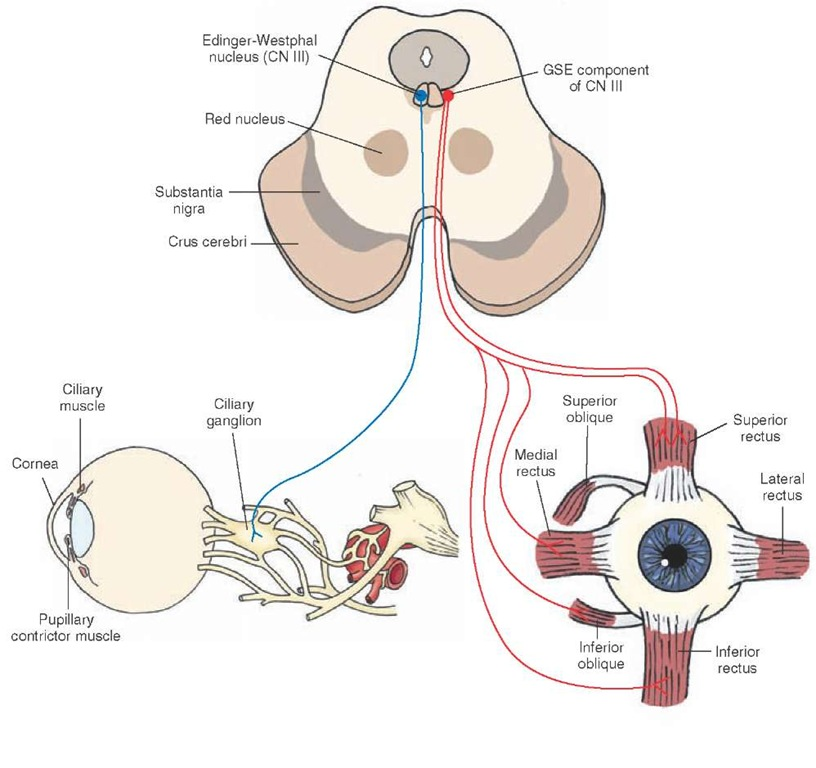 Edinger-Westphal
nucleus (CN III)
GSE component
of CN III
Red nucleus
Substantia
nigra
Crus cerebri
Ciliary
muscle
Ciliary
ganglion
Cornea
Pupillary
contrictor muscle
Superior
oblique
Superior
rectus
Medial
rectus
Lateral
rectus
Inferior
oblique
Inferior
rectus